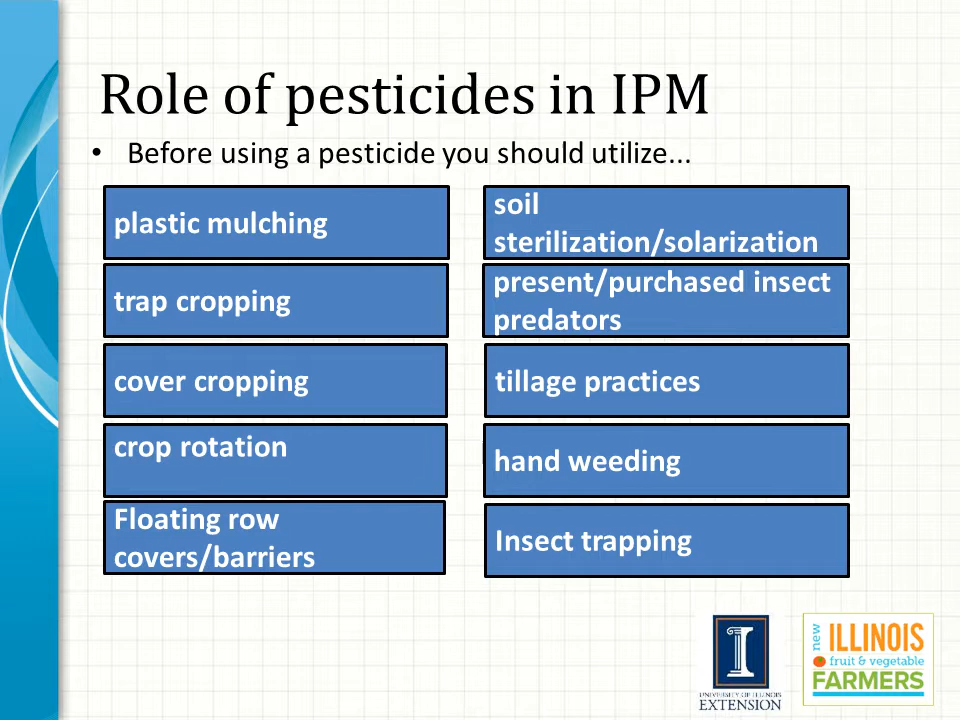 Role of pesticides in IPM
• Before using a pesticide you should utilize...
plastic mulching
trap cropping
cover cropping
crop rotation
Floating row
covers/barriers
soil
sterilization/solarization
present/purchased insect
predators
tillage practices
hand weeding
Insect trapping
I
UNIVERSITY OF ILLINOIS
EXTENSION
new
ILLINOIS
fruit & vegetable
FARMERS